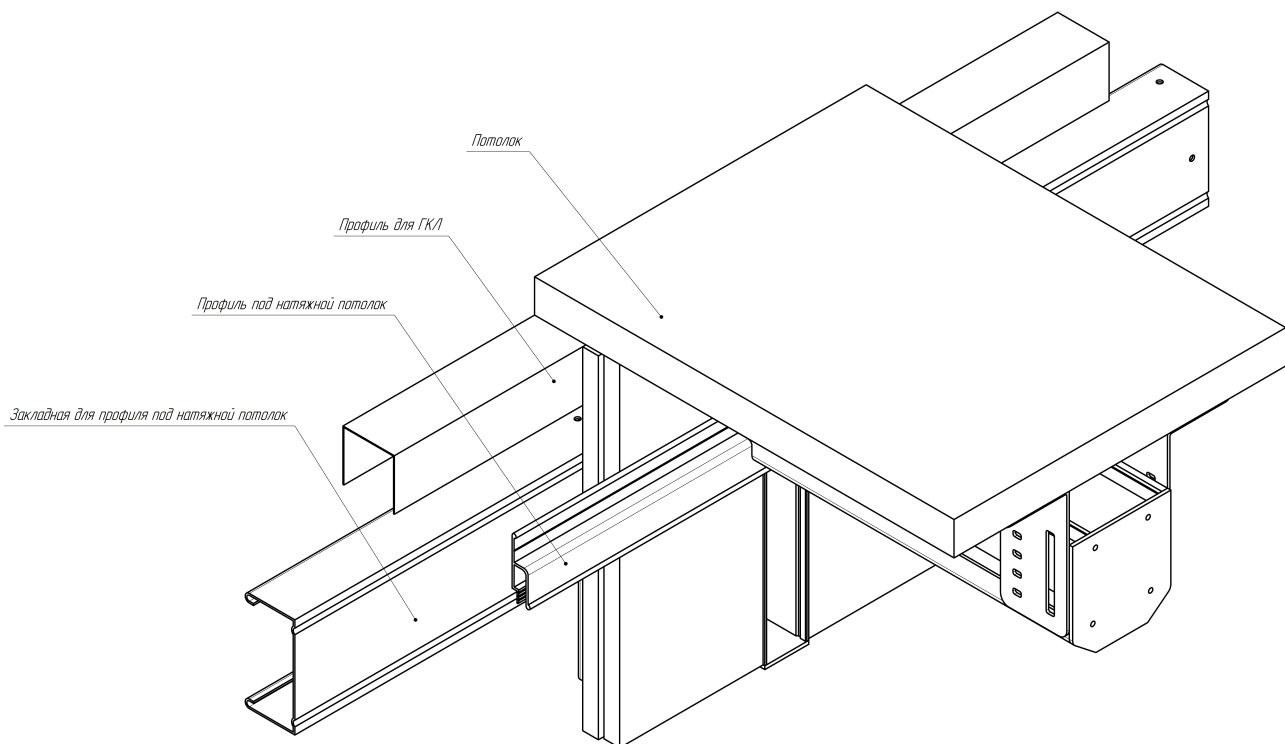 Потолок
Профиль для ГКЛ
Профиль под натяжной потолок
Закладная для профиля под натяжной потолок